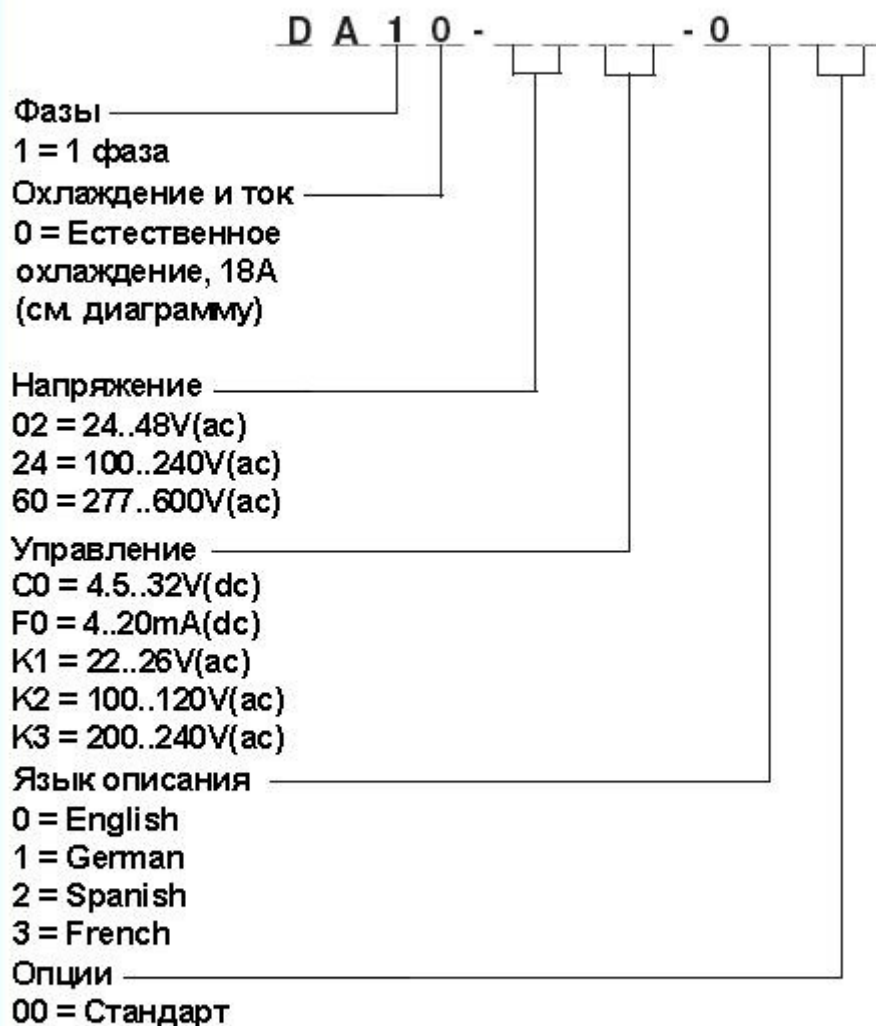 DA10- - 0
Фазы
1 = 1 фаза
Охлаждение и ток
0 = Естественное
охлаждение, 18А
(см. диаграмму)
Напряжение
02 = 24..48V(ac)
24 = 100..240V(ac)
60 = 277..600V(ac)
Управление
C0 = 4.5..32V(dc)
F0 = 4..20mA(dc)
K1 = 22..26V(ac)
K2 = 100..120V(ac)
K3 = 200..240V(ac)
Язык описания
0 = English
1 = German
2 = Spanish
3 = French
Опции
00 = Стандарт